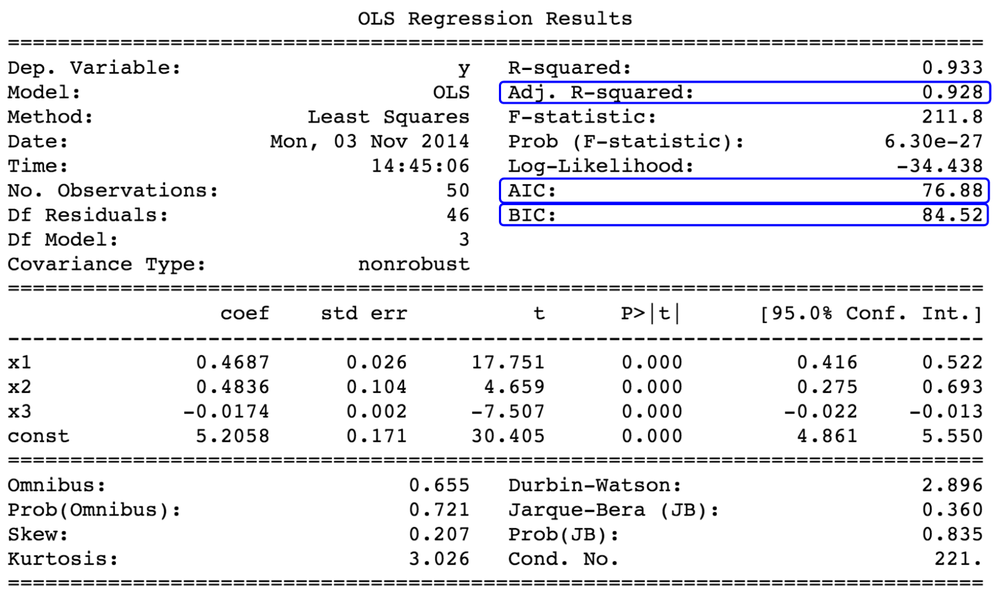 OLS Regression Results
==============================================================================
Dep. Variable:                      y   R-squared:                       0.933
Model:                            OLS   Adj. R-squared:                  0.928
Method:                 Least Squares   F-statistic:                     211.8
Date:                Mon, 03 Nov 2014   Prob (F-statistic):           6.30e-27
Time:                        14:45:06   Log-Likelihood:                -34.438
No. Observations:                  50   AIC:                             76.88
Df Residuals:                      46   BIC:                             84.52
Df Model:                           3
Covariance Type:            nonrobust
==============================================================================
                 coef    std err          t      P>|t|      [95.0% Conf. Int.]
------------------------------------------------------------------------------
x1             0.4687      0.026     17.751      0.000         0.416     0.522
x2             0.4836      0.104      4.659      0.000         0.275     0.693
x3            -0.0174      0.002     -7.507      0.000        -0.022    -0.013
const          5.2058      0.171     30.405      0.000         4.861     5.550
==============================================================================
Omnibus:                        0.655   Durbin-Watson:                   2.896
Prob(Omnibus):                  0.721   Jarque-Bera (JB):                0.360
Skew:                           0.207   Prob(JB):                        0.835
Kurtosis:                       3.026   Cond. No.                         221.
==============================================================================